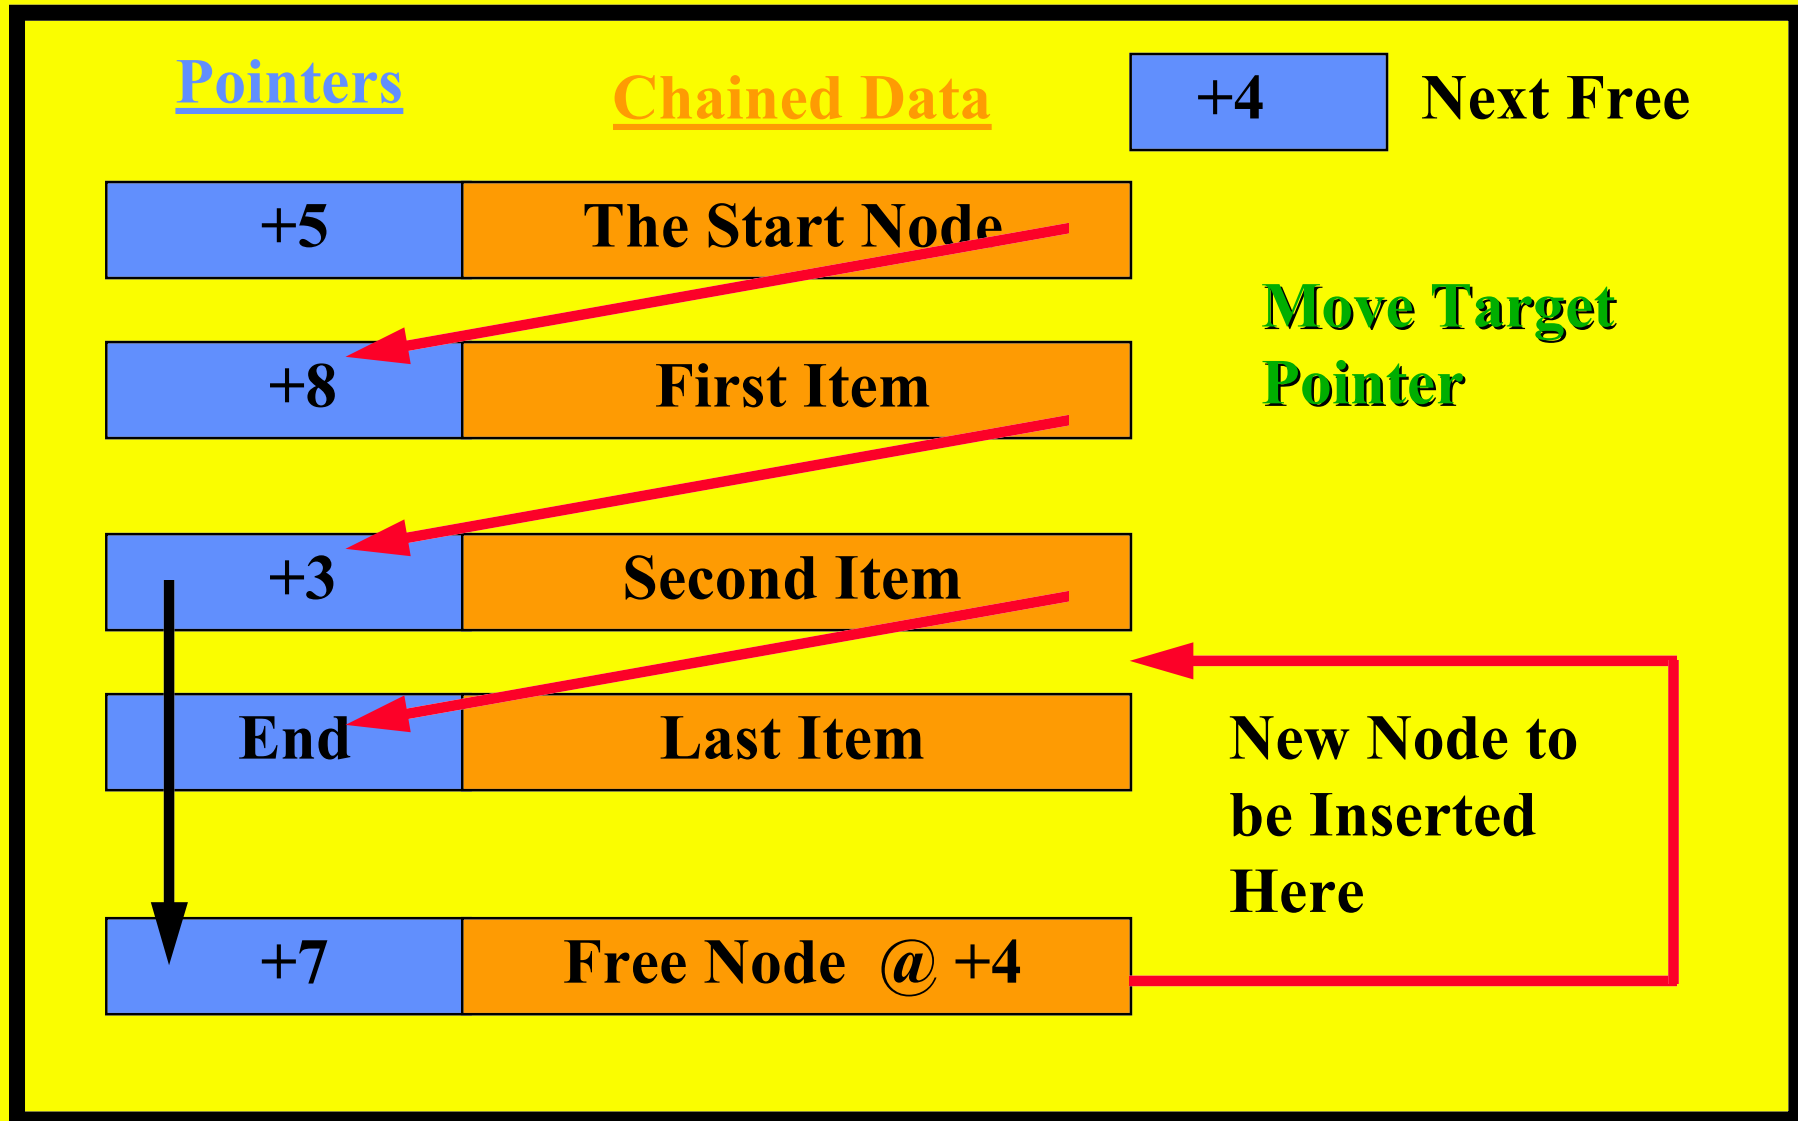 Pointers
Chained Data
+4
Next Free
+5
The Start Node
Move Target
Pointer
+8
First Item
+3
Second Item
End
Last Item
New Node to
be Inserted
Here
+7
Free Node @ +4